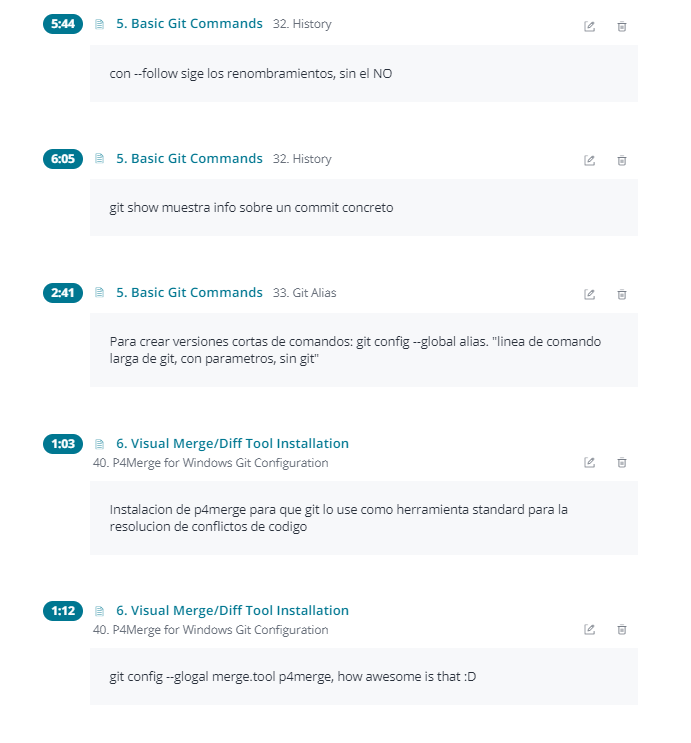 5:44 5. Basic Git Commands 32. History
con --follow sige los renombramientos, sin el NO
6:05 5. Basic Git Commands 32. History
git show muestra info sobre un commit concreto
2:41 5. Basic Git Commands 33. Git Alias
Para crear versiones cortas de comandos: git config --global alias. "linea de comando
larga de git, con parametros, sin git"
1:03 6. Visual Merge/Diff Tool Installation
40. P4Merge for Windows Git Configuration
Instalacion de p4merge para que git lo use como herramienta standard para la
resolucion de conflictos de codigo
1:12 6. Visual Merge/Diff Tool Installation
40. P4Merge for Windows Git Configuration
git config --glogal merge.tool p4merge, how awesome is that :D